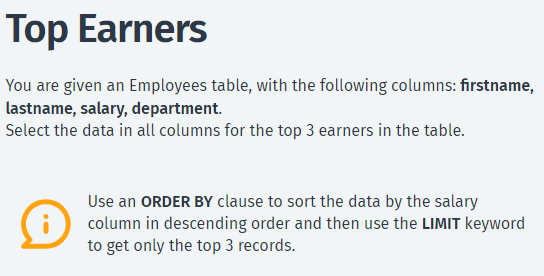 Top Earners
You are given an Employees table, with the following columns: firstname,
lastname, salary, department.
Select the data in all columns for the top 3 earners in the table.
Use an ORDER BY clause to sort the data by the salary
column in descending order and then use the LIMIT keyword
to get only the top 3 records.